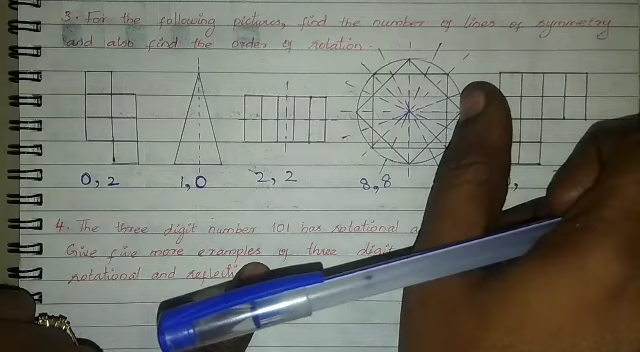 3. For the following pictures, find the number of lines of symmetry
and also find the order of rotation.
0, 2 1, 0 2, 2 8, 8
4. The three digit number 101 has rotational a
Give five more examples of three digit
rotational and reflecti